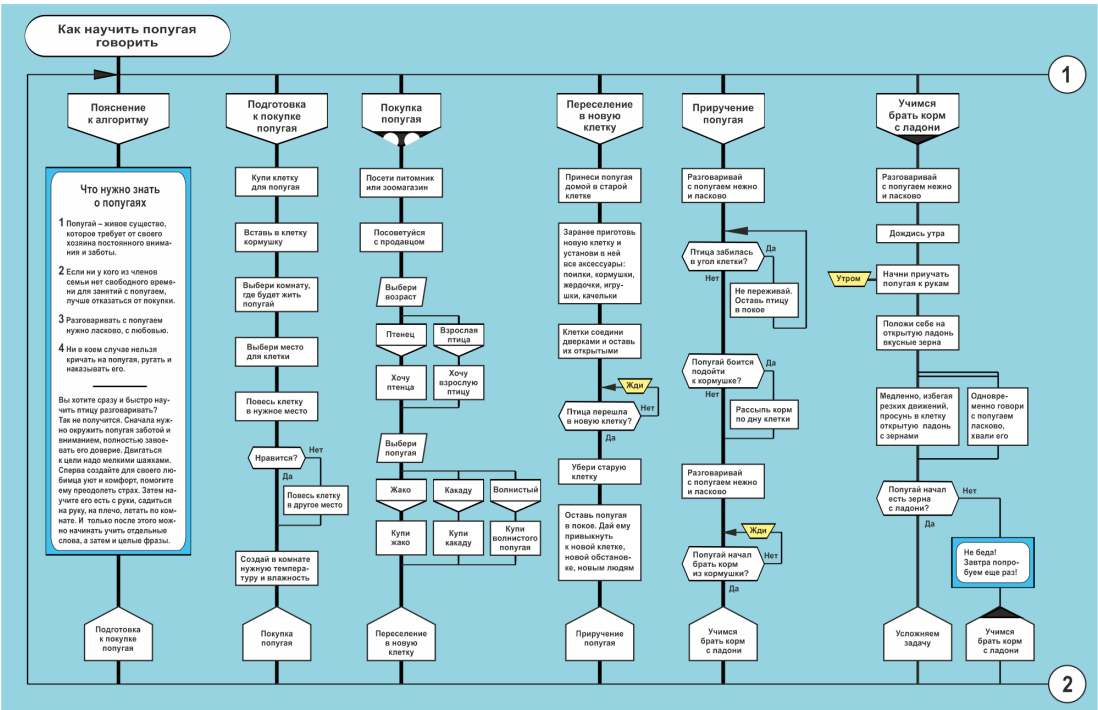 Как научить попугая
говорить
1
Пояснение
к алгоритму
Что нужно знать
о попугаях
1 Попугай – живое существо,
которое требует от своего
хозяина постоянного внима-
ния и заботы.
2 Если ни у кого из членов
семьи нет свободного време-
ни для занятий с попугаем,
лучше отказаться от покупки.
3 Разговаривать с попугаем
нужно ласково, с любовью.
4 Ни в коем случае нельзя
кричать на попугая, ругать и
наказывать его.
Вы хотите сразу и быстро нау-
чить птицу разговаривать?
Так не получится. Сначала нуж-
но окружить попугая заботой и
вниманием, полностью завое-
вать его доверие. Двигаться
к цели надо мелкими шажками.
Сперва создайте для своего лю-
бимца уют и комфорт, помогите
ему преодолеть страх. Затем на-
учите его есть с руки, садиться
на руку, на плечо, летать по ком-
нате. И только после этого мож-
но начинать учить отдельные
слова, а затем и целые фразы.
Подготовка
к покупке
попугая
Подготовка
к покупке
попугая
Купи клетку
для попугая
Вставь в клетку
кормушку
Выбери комнату,
где будет жить
попугай
Выбери место
для клетки
Повесь клетку
в нужное место
Нравится?
Нет
Да
Повесь клетку
в другое место
Создай в комнате
нужную темпера-
туру и влажность
Покупка
попугая
Покупка
попугая
Посети питомник
или зоомагазин
Посоветуйся
с продавцом
Выбери
возраст
Птенец
Взрослая
птица
Хочу
птенца
Хочу
взрослую
птицу
Выбери
попугая
Жако
Какаду
Волнистый
Купи
жако
Купи
какаду
Купи
волнистого
попугая
Переселение
в новую
клетку
Переселение
в новую
клетку
Принеси попугая
домой в старой
клетке
Заранее приготовь
новую клетку и
установи в ней
все аксессуары:
поилки, кормушки,
жердочки, игру-
шки, качельки
Клетки соедини
дверками и оставь
их открытыми
Жди
Птица перешла
в новую клетку?
Нет
Да
Убери старую
клетку
Оставь попугая
в покое. Дай ему
привыкнуть
к новой клетке,
новой обстанов-
ке, новым людям
Приручение
попугая
Приручение
попугая
Разговаривай
с попугаем нежно
и ласково
Птица забилась
в угол клетки?
Да
Нет
Не переживай.
Оставь птицу
в покое
Попугай боится
подойти
к кормушке?
Да
Нет
Рассыпь корм
по дну клетки
Разговаривай
с попугаем нежно
и ласково
Жди
Попугай начал
брать корм
из кормушки?
Нет
Да
Учимся
брать корм
с ладони
Учимся
брать корм
с ладони
Разговаривай
с попугаем нежно
и ласково
Дождись утра
Утром
Начни приучать
попугая к рукам
Положи себе на
открытую ладонь
вкусные зерна
Медленно, избегая
резких движений,
просунь в клетку
открытую ладонь
с зернами
Одновре-
менно говори
с попугаем
ласково,
хвали его
Попугай начал
есть зерна
с ладони?
Нет
Да
Не беда!
Завтра попро-
буем еще раз!
Усложняем
задачу
Учимся
брать корм
с ладони
2